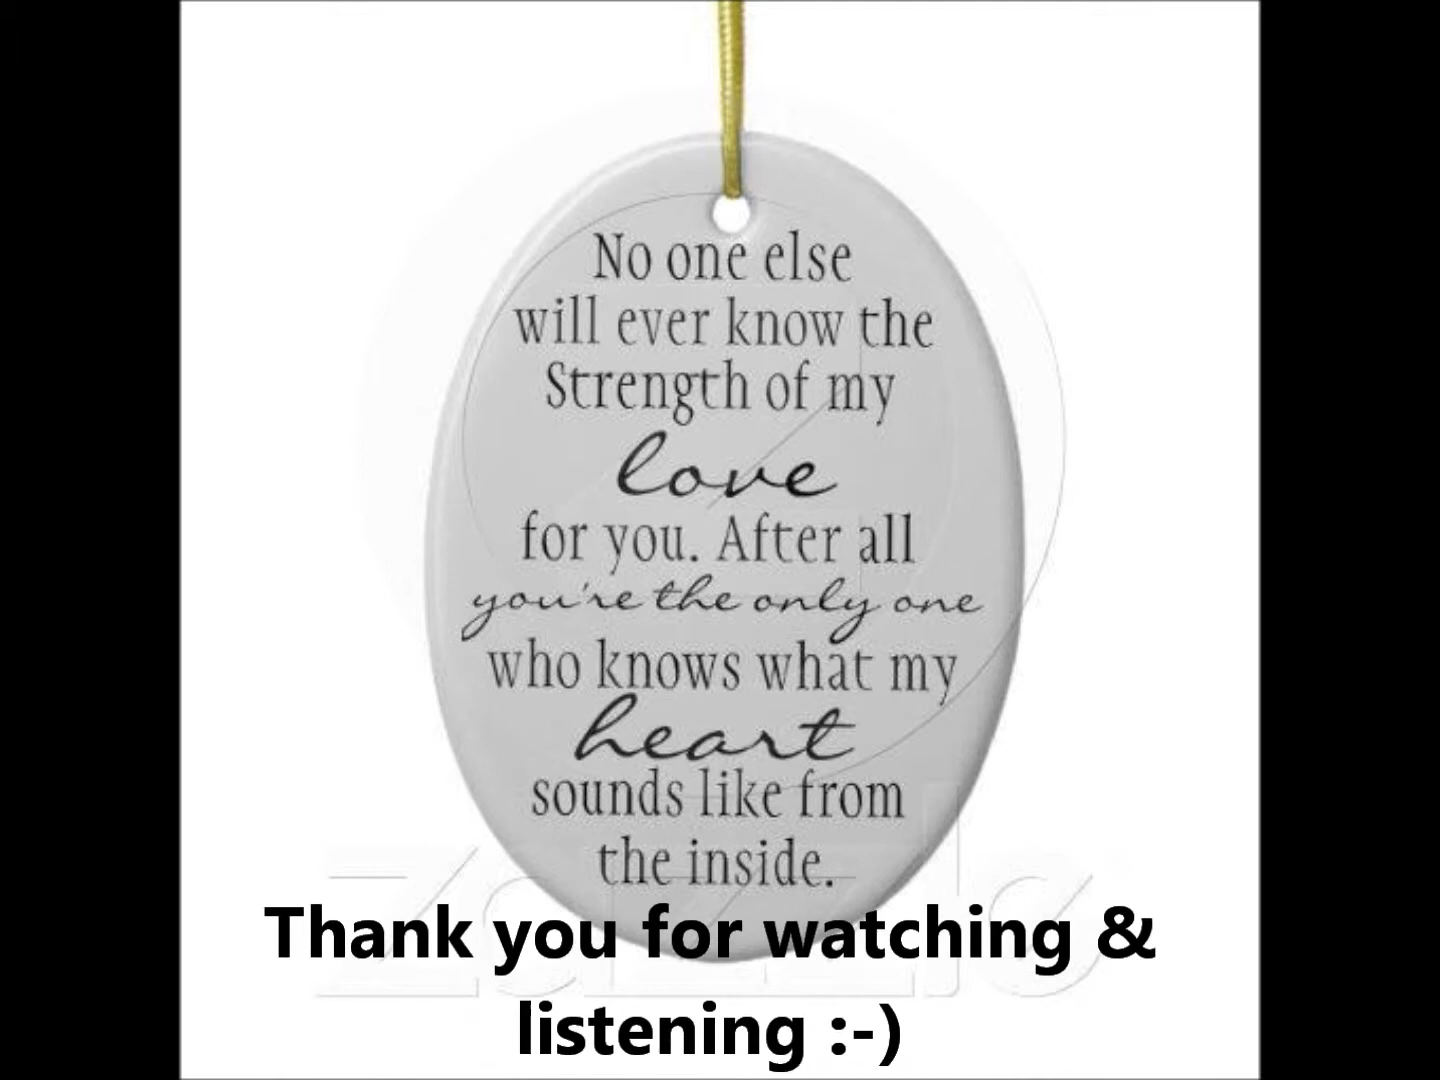 No one else
will ever know the
Strength of my
love
for you. After all
you're the only one
who knows what my
heart
sounds like from
the inside.
zazzle
Thank you for watching &
listening :-)